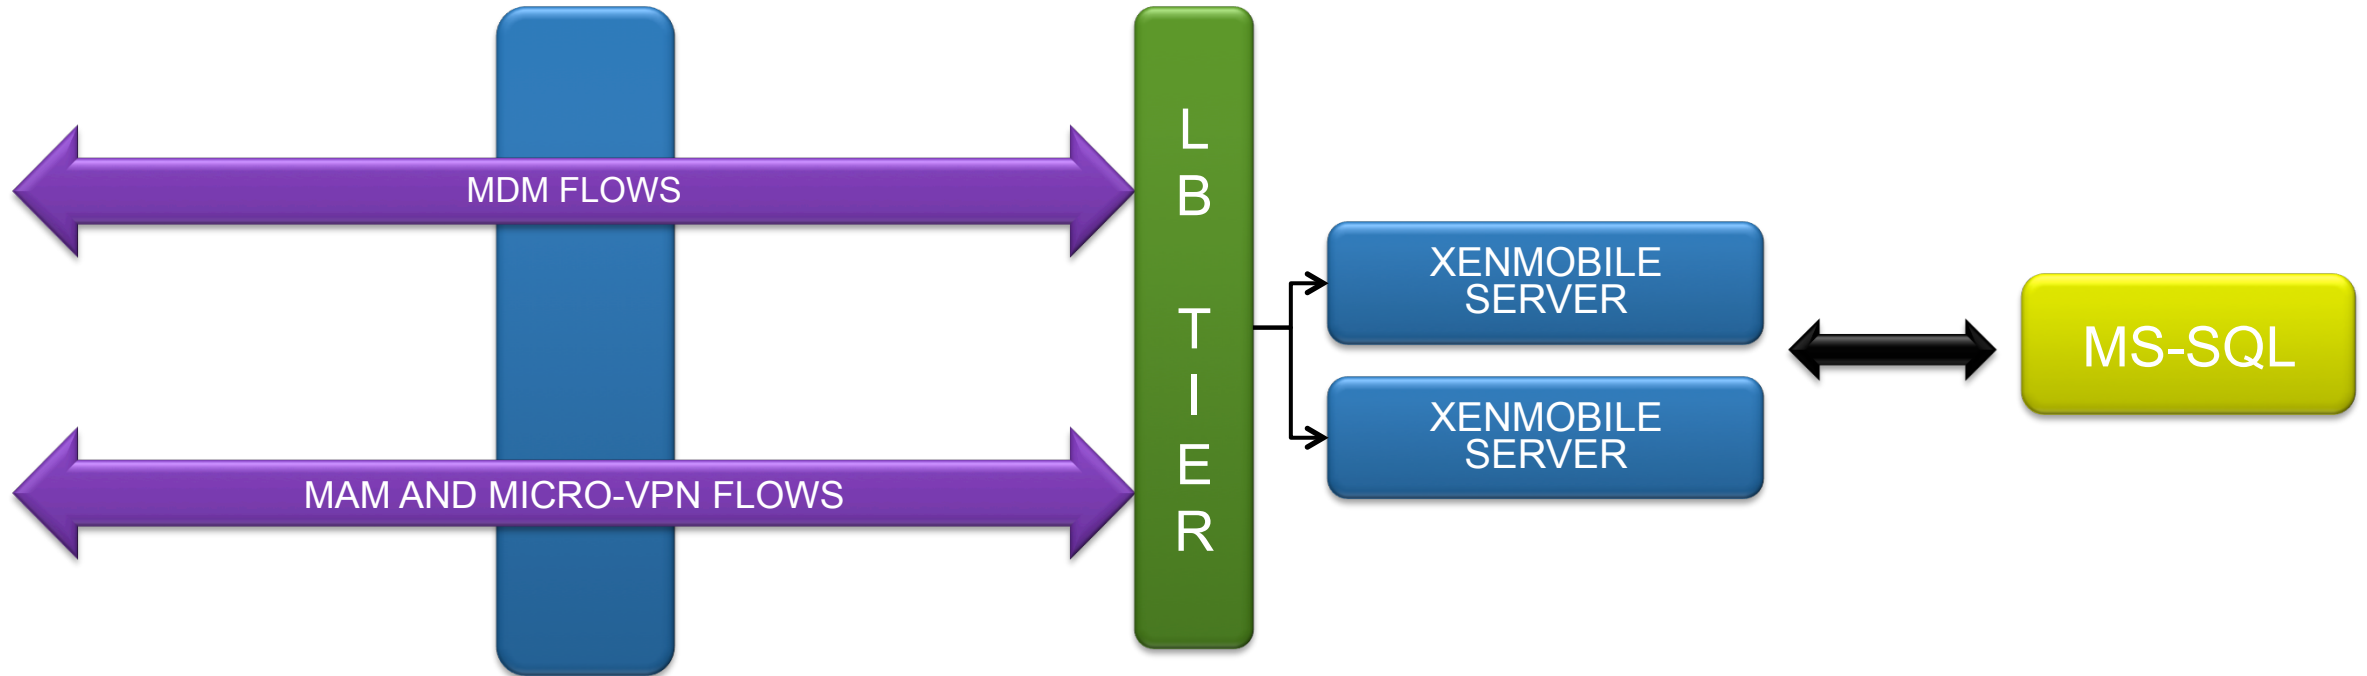 MDM FLOWS
MAM AND MICRO-VPN FLOWS
L
B
T
I
E
R
XENMOBILE
SERVER
XENMOBILE
SERVER
MS-SQL